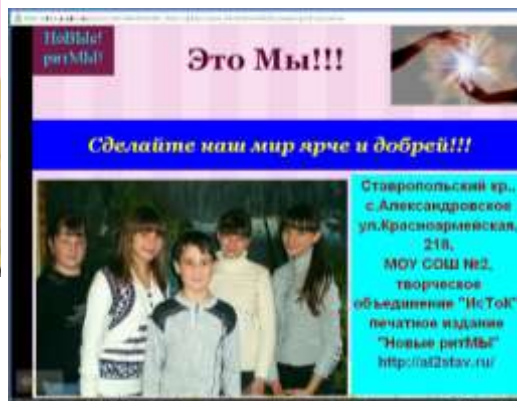 НоВЫе!
ритМЫ!
Это Мы!!!
Сделайте наш мир ярче и добрей!!!
Ставропольский кр.,
с.Александровское
ул.Красноармейская,
218,
МОУ СОШ №2,
творческое
объединение "ИсТоК"
печатное издание
"Новые ритМЫ"
http://al2stav.ru/